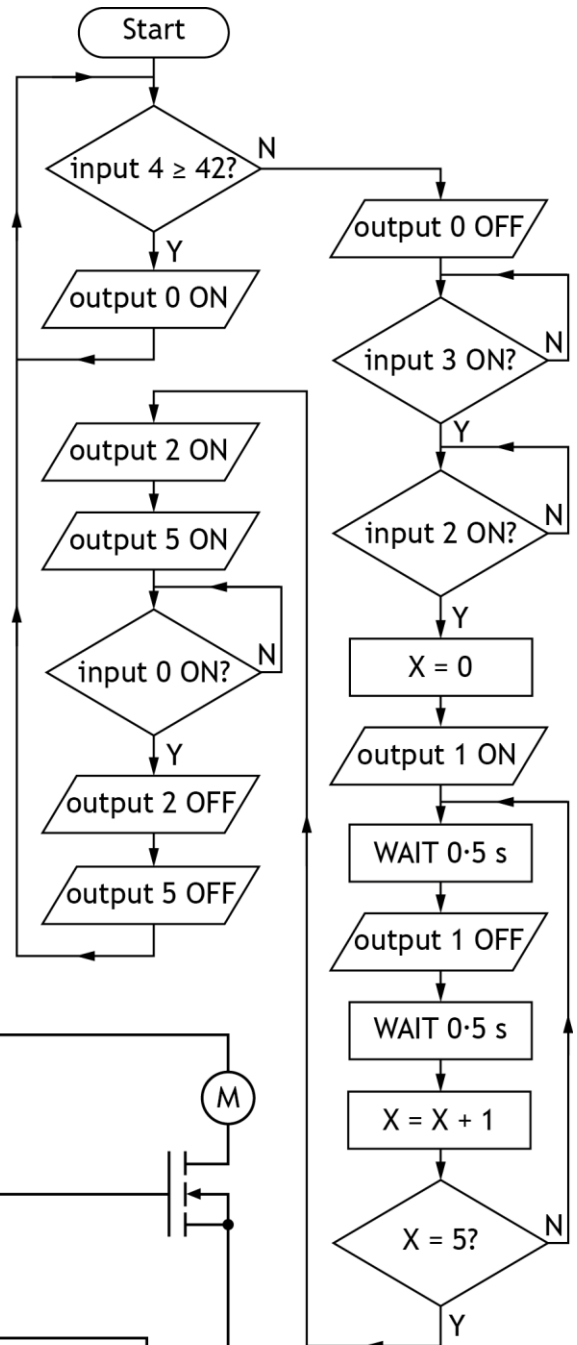 Start
input 4 ≥ 42?
N
Y
output 0 ON
output 0 OFF
input 3 ON?
N
Y
input 2 ON?
N
Y
X = 0
output 1 ON
WAIT 0·5 s
output 1 OFF
WAIT 0·5 s
X = X + 1
X = 5?
N
Y
output 2 ON
output 5 ON
input 0 ON?
N
Y
output 2 OFF
output 5 OFF
M